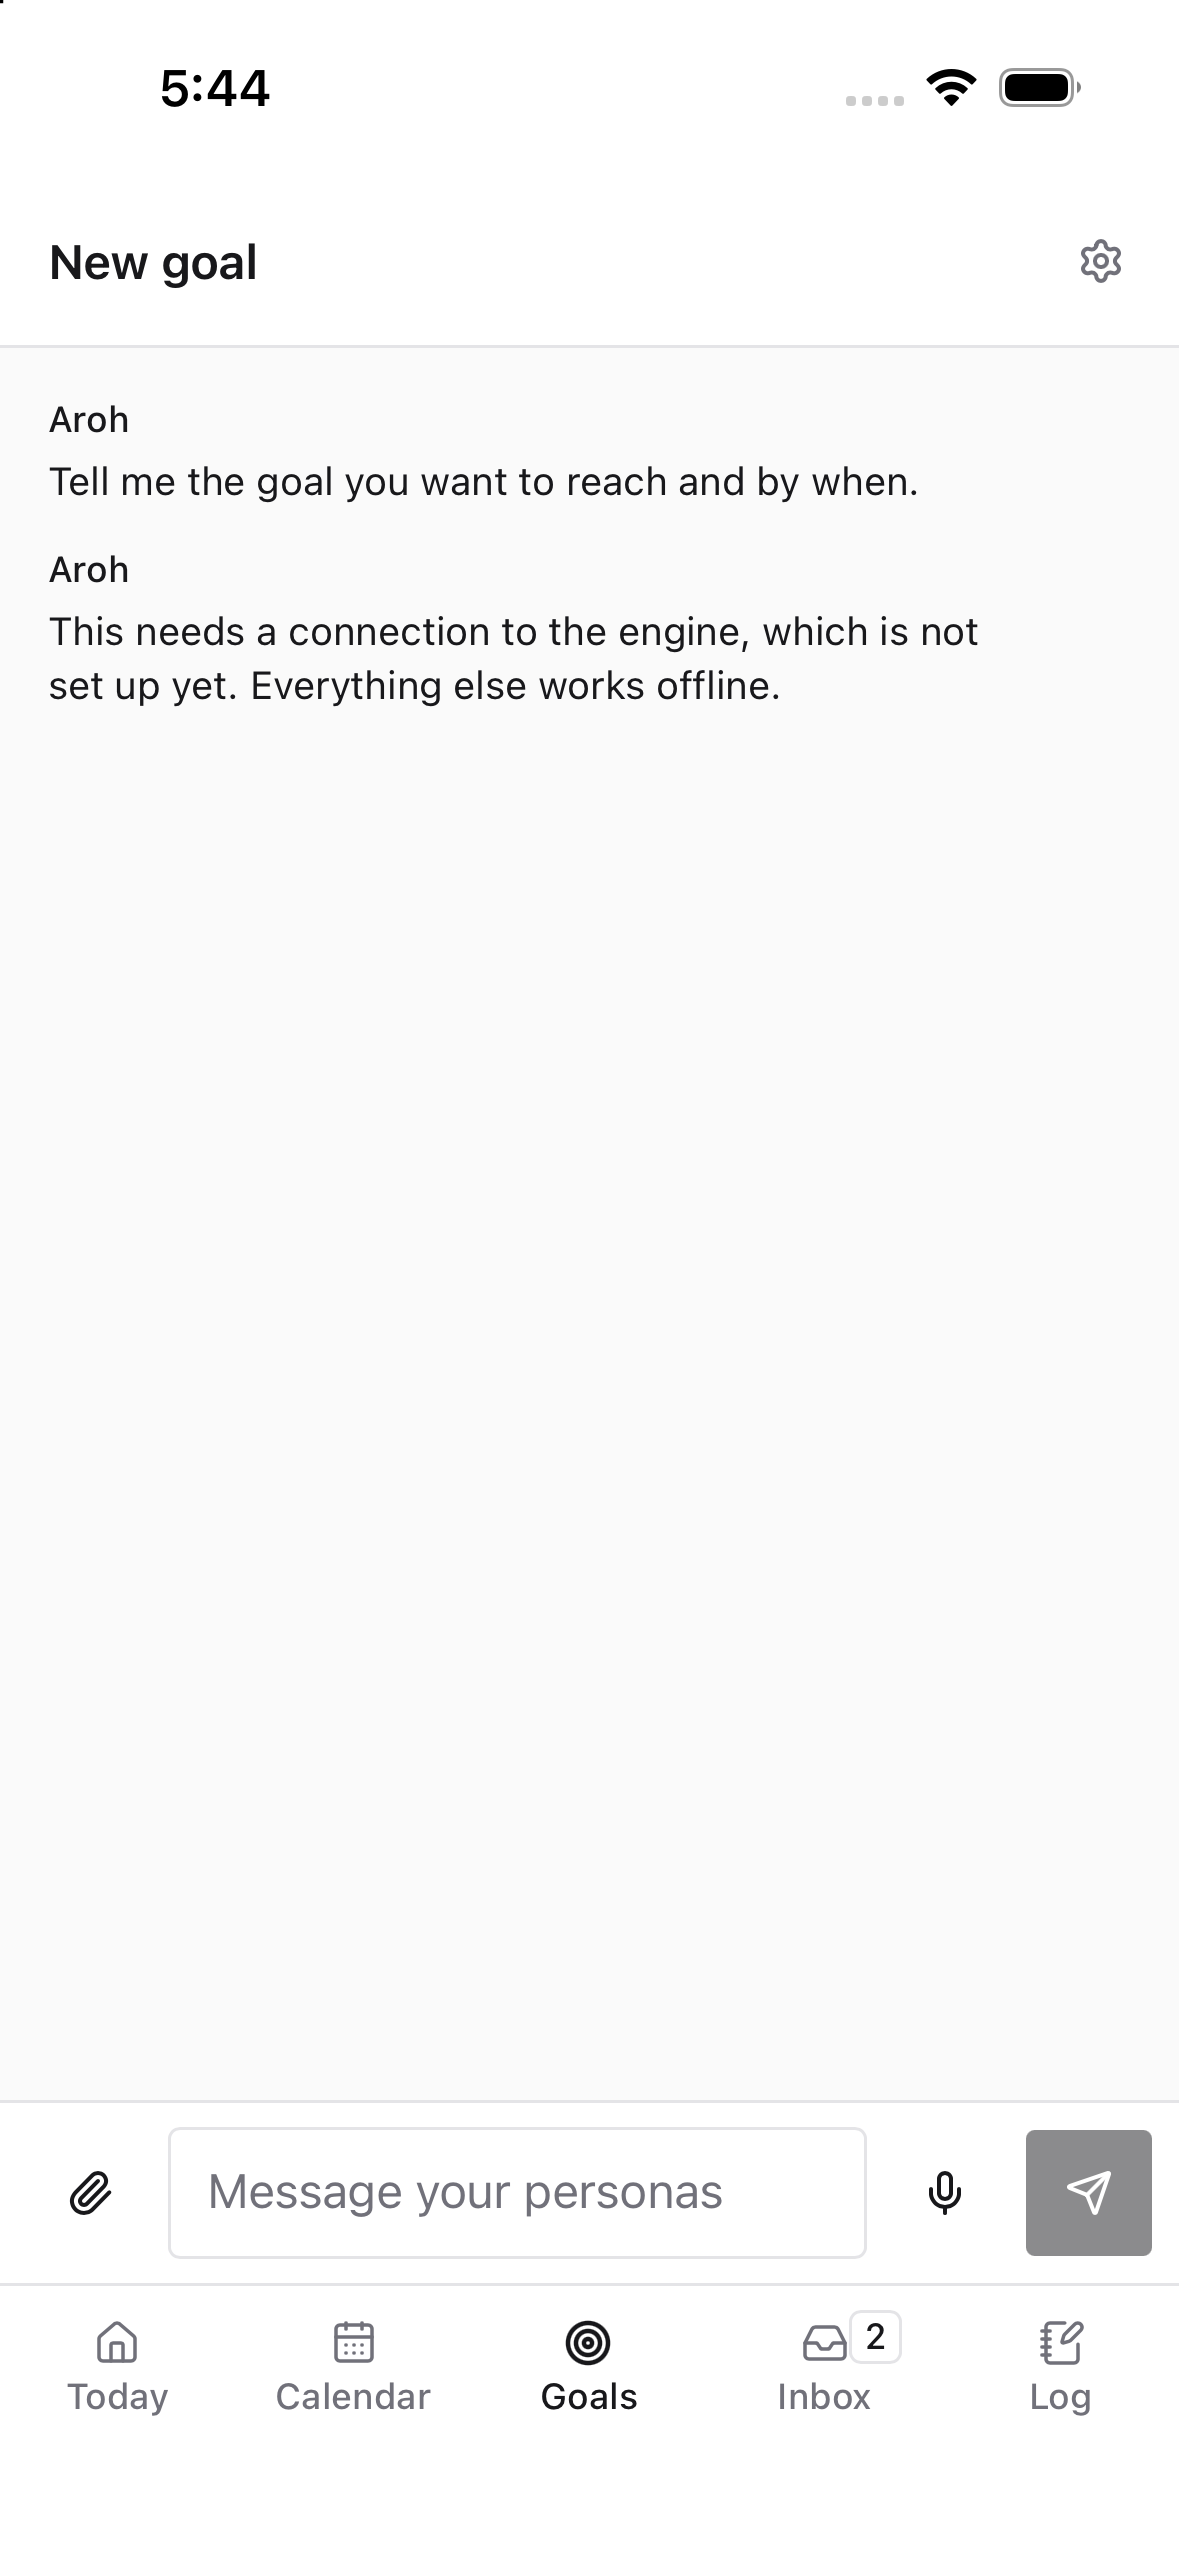 5:44
New goal
Aroh
Tell me the goal you want to reach and by when.
Aroh
This needs a connection to the engine, which is not
set up yet. Everything else works offline.
Message your personas
2
Today
Calendar
Goals
Inbox
Log